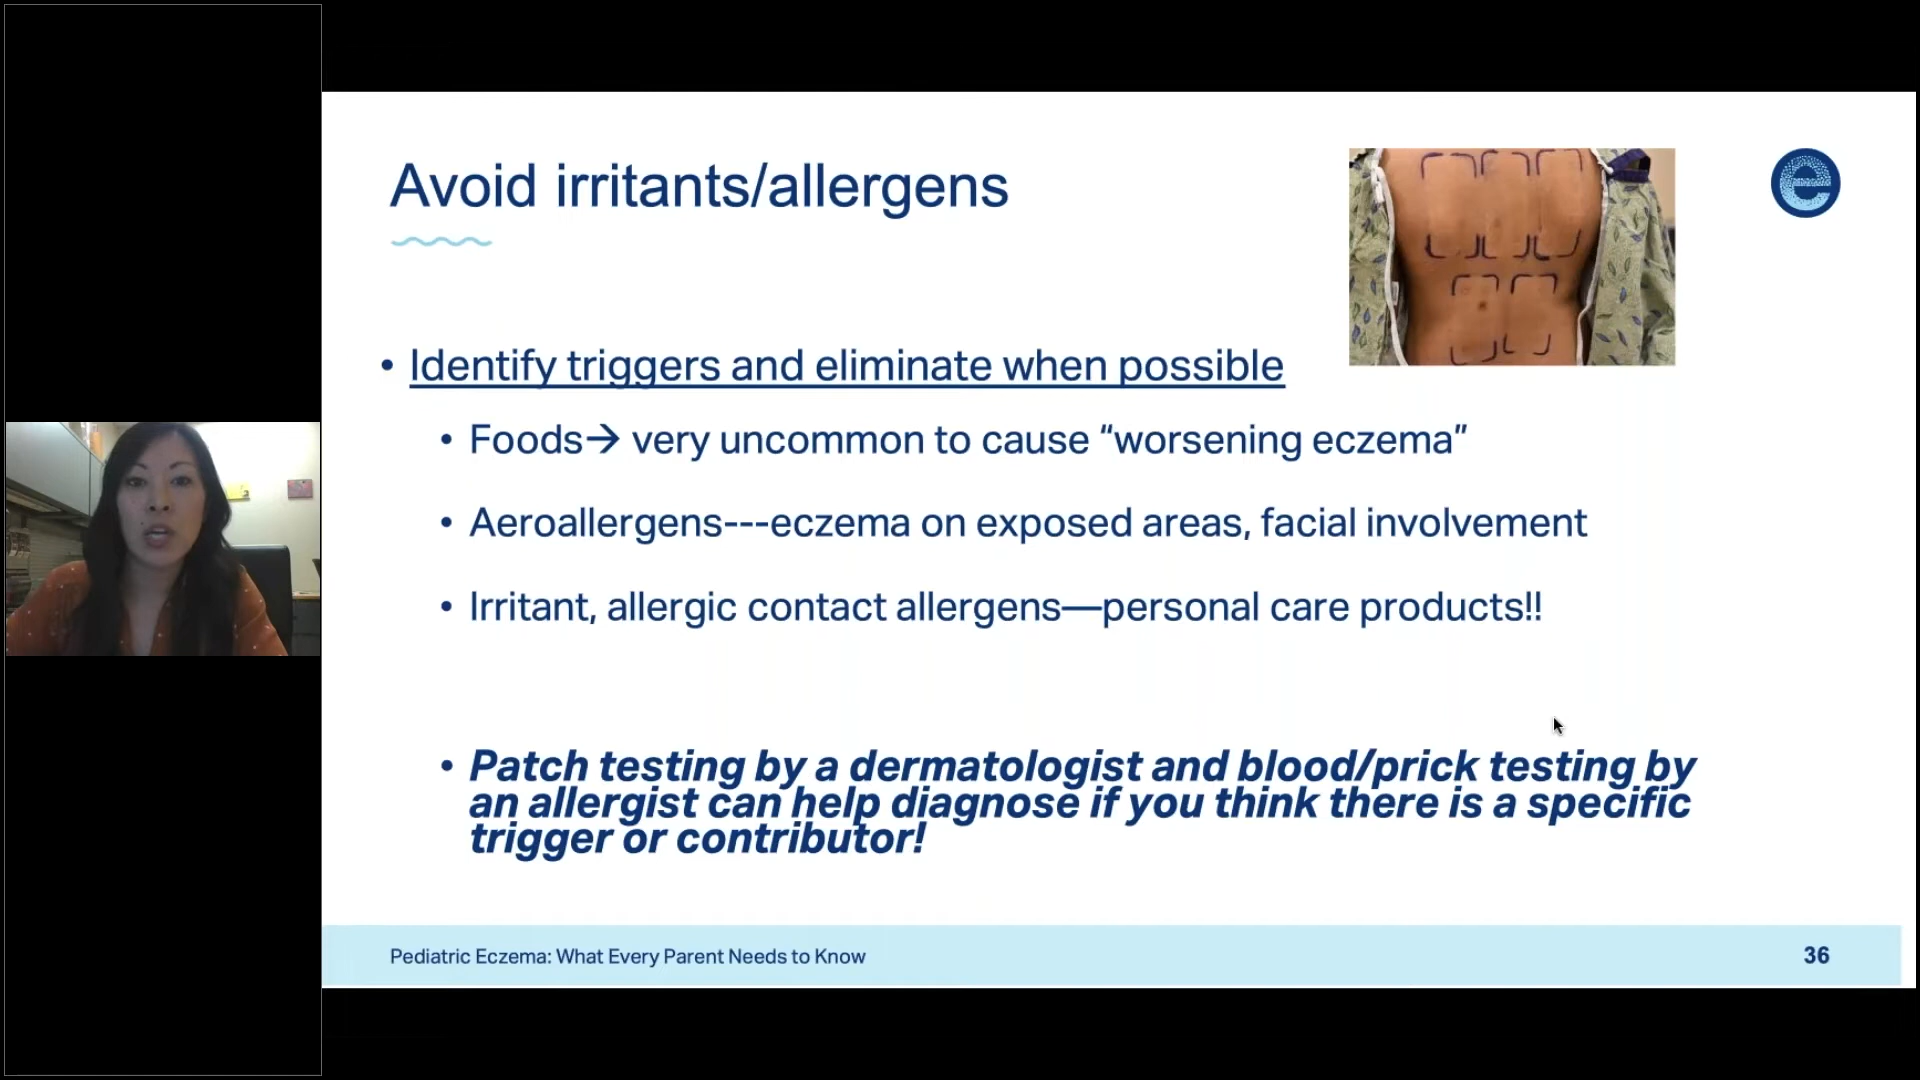 Avoid irritants/allergens
e
• Identify triggers and eliminate when possible
• Foods→ very uncommon to cause “worsening eczema”
• Aeroallergens---eczema on exposed areas, facial involvement
• Irritant, allergic contact allergens—personal care products!!
• Patch testing by a dermatologist and blood/prick testing by
an allergist can help diagnose if you think there is a specific
trigger or contributor!
Pediatric Eczema: What Every Parent Needs to Know
36